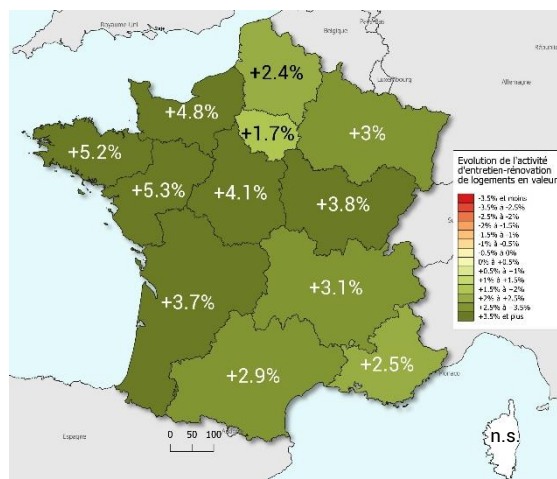 Royaume-Uni
Belgique
Luxembourg
Allemagne
+2.4%
+4.8%
+1.7%
+3%
+5.2%
+5.3%
+4.1%
+3.8%
+3.7%
+3.1%
+2.9%
+2.5%
Monaco
n.s.
Espagne
0 50 100
Evolution de l'activité
d'entretien-rénovation
de logements en valeur
-3.5% et moins
-3.5% à -2.5%
-2.5% à -2%
-2% à -1.5%
-1.5% à -1%
-1% à -0.5%
-0.5% à 0%
0% à +0.5%
+0.5% à +1%
+1% à +1.5%
+1.5% à +2%
+2% à +2.5%
+2.5% à +3.5%
+3.5% et plus